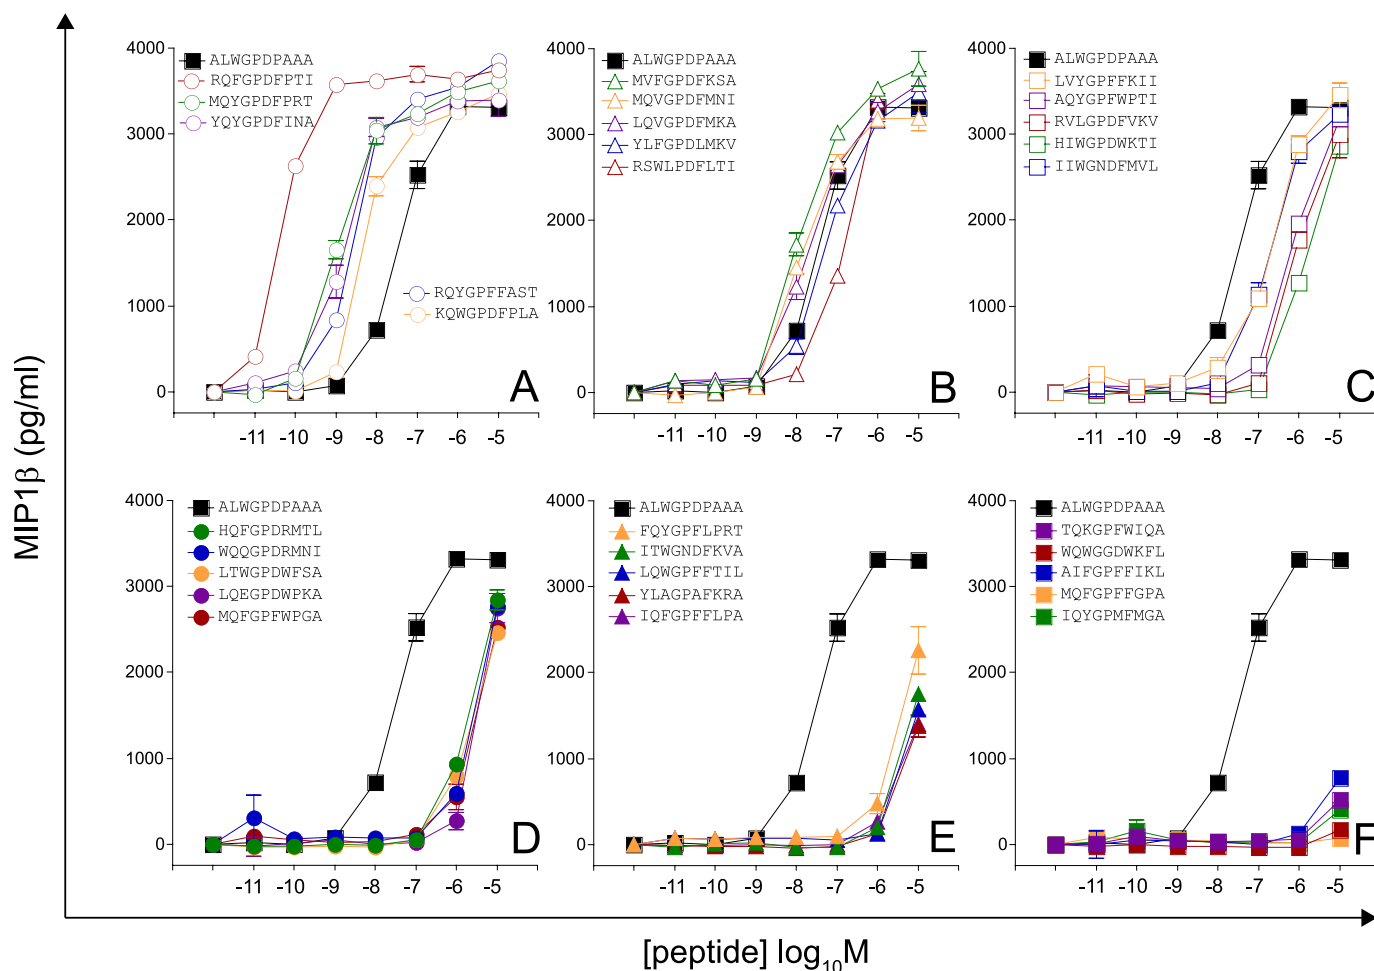 MIP1β (pg/ml)
4000
3000
2000
1000
0
ALWGPDPAAA
RQFGPDFPTI
MQYGPDFPRT
YQYGPDFINA
RQYGPFFAST
KQWGPDFPLA
A
-11 -10 -9 -8 -7 -6 -5
4000
3000
2000
1000
0
ALWGPDPAAA
MVFGPDFKSA
MQVGPDFMNI
LQVGPDFMKA
YLFGPDLMKV
RSWLPDFLTI
B
-11 -10 -9 -8 -7 -6 -5
4000
3000
2000
1000
0
ALWGPDPAAA
LVYGPFFKII
AQYGPFWPTI
RVLGPDFVKV
HIWGPDWKTI
IIWGNDFMVL
C
-11 -10 -9 -8 -7 -6 -5
4000
3000
2000
1000
0
ALWGPDPAAA
HQFGPDRMTL
WQQGPDRMNI
LTWGPDWFSA
LQEGPDWPKA
MQFGPFWPGA
D
-11 -10 -9 -8 -7 -6 -5
4000
3000
2000
1000
0
ALWGPDPAAA
FQYGPFLPRT
ITWGNDFKVA
LQWGPFFTIL
YLAGPAFKRA
IQFGPFFLPA
E
-11 -10 -9 -8 -7 -6 -5
4000
3000
2000
1000
0
ALWGPDPAAA
TQKGPFWIQA
WQWGGDWKFL
AIFGPFFIKL
MQFGPFFGPA
IQYGPMFMGA
F
-11 -10 -9 -8 -7 -6 -5
[peptide] log10M